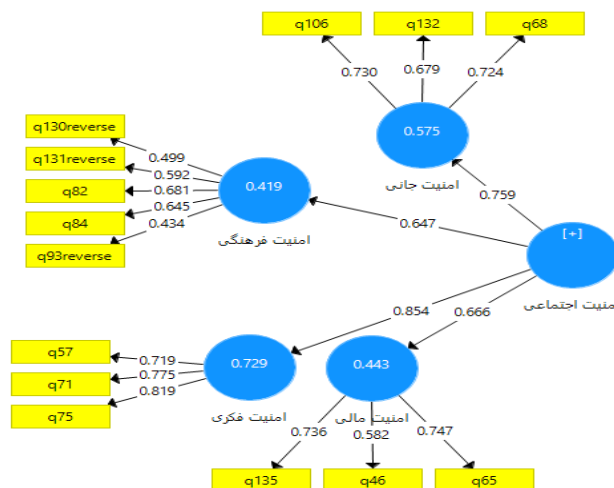 q106
q132
q68
0.730
0.679
0.724
0.575
امنیت جانی
q130reverse
q131reverse
q82
q84
q93reverse
0.499
0.592
0.681
0.645
0.434
0.419
امنیت فرهنگی
0.759
0.647
[+]
منیت اجتماعی
0.854
0.666
q57
q71
q75
0.719
0.775
0.819
0.729
امنیت فکری
0.443
امنیت مالی
0.736
0.582
0.747
q135
q46
q65